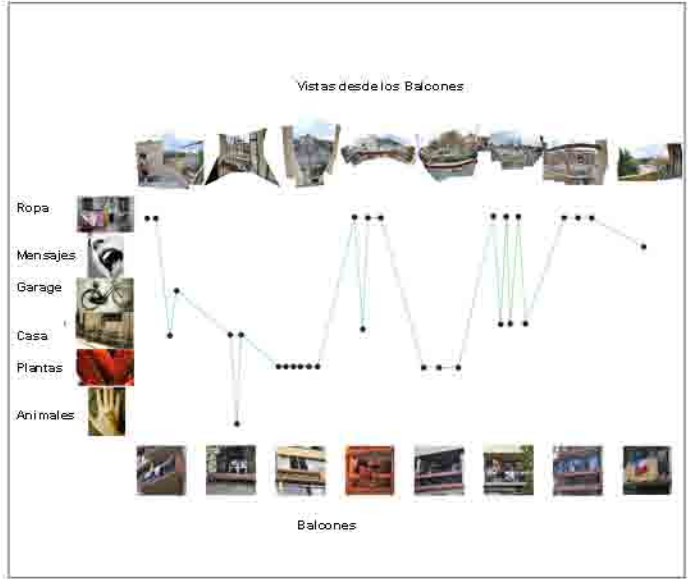 Vistas desde los Balcones
Ropa
Mensajes
Garage
Casa
Plantas
Animales
Balcones